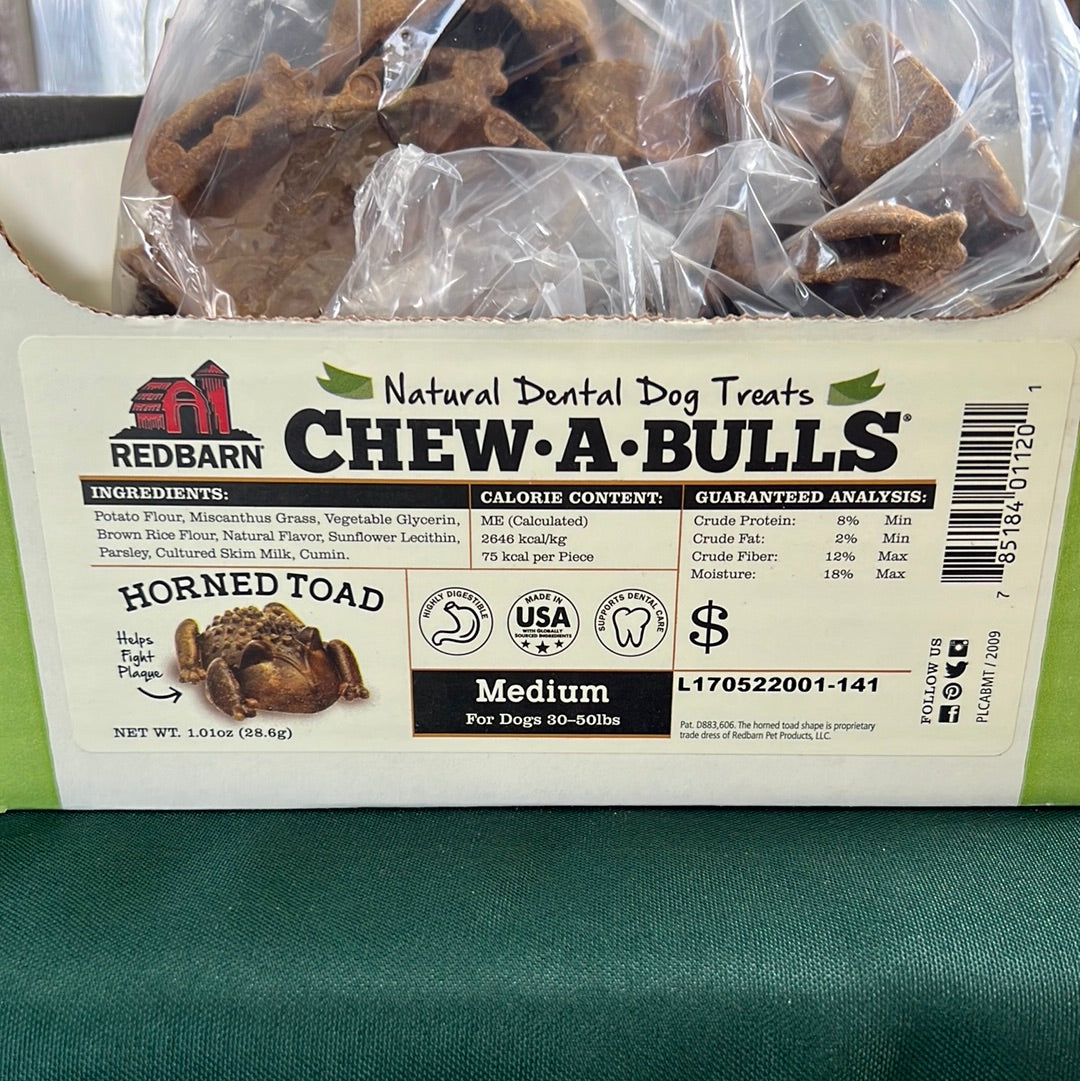 Natural Dental Dog Treats
REDBARN
CHEW·A·BULLS®
INGREDIENTS:
Potato Flour, Miscanthus Grass, Vegetable Glycerin,
Brown Rice Flour, Natural Flavor, Sunflower Lecithin,
Parsley, Cultured Skim Milk, Cumin.
CALORIE CONTENT:
ME (Calculated)
2646 kcal/kg
75 kcal per Piece
GUARANTEED ANALYSIS:
Crude Protein: 8% Min
Crude Fat: 2% Min
Crude Fiber: 12% Max
Moisture: 18% Max
HORNED TOAD
Helps
Fight
Plaque
NET WT. 1.01oz (28.6g)
HIGHLY DIGESTIBLE
MADE IN
USA
WITH GLOBALLY
SOURCED INGREDIENTS
SUPPORTS DENTAL CARE
Medium
For Dogs 30–50lbs
$
L170522001-141
Pat. D883,606. The horned toad shape is proprietary
trade dress of Redbarn Pet Products, LLC.
7 85184 01120 1
FOLLOW US
PLCABMT / 2009